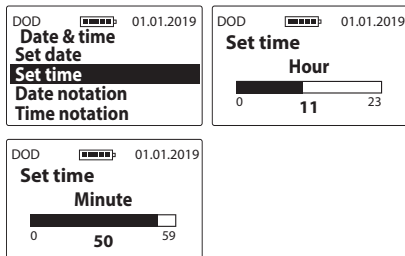 DOD 01.01.2019
Date & time
Set date
Set time
Date notation
Time notation
DOD 01.01.2019
Set time
Hour
0 11 23
DOD 01.01.2019
Set time
Minute
0 50 59